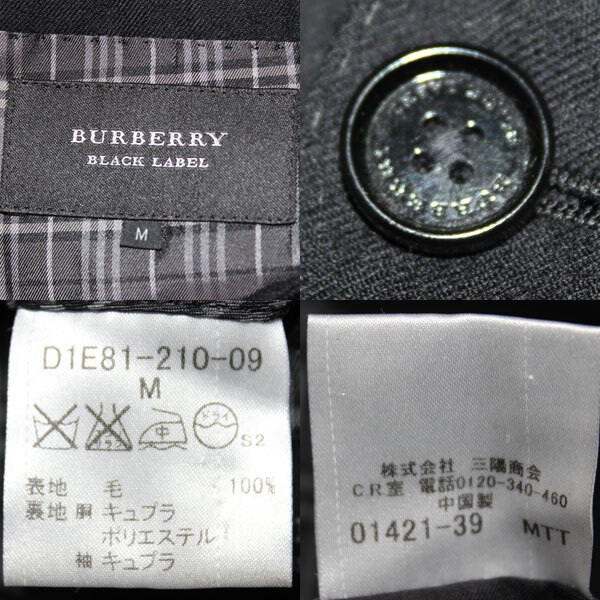 BURBERRY
BLACK LABEL
M
D1E81-210-09
M
中
ドライ
S2
表地 毛 100%
裏地 胴 キュプラ
ポリエステル
袖 キュプラ
株式会社 三陽商会
CR室 電話0120-340-460
中国製
01421-39 MTT